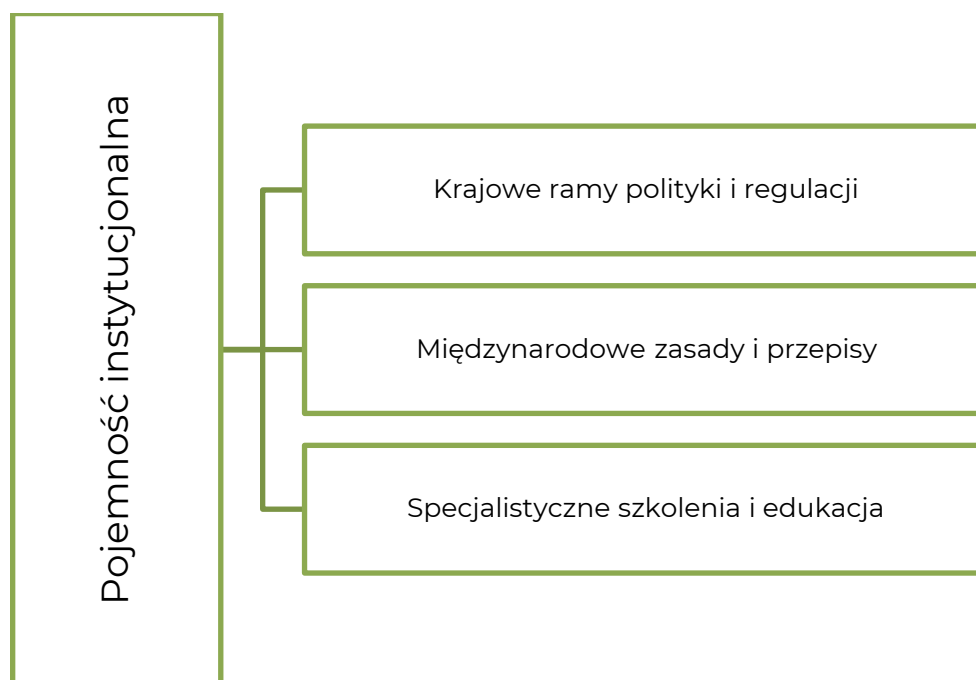 Pojemność instytucjonalna
Krajowe ramy polityki i regulacji
Międzynarodowe zasady i przepisy
Specjalistyczne szkolenia i edukacja